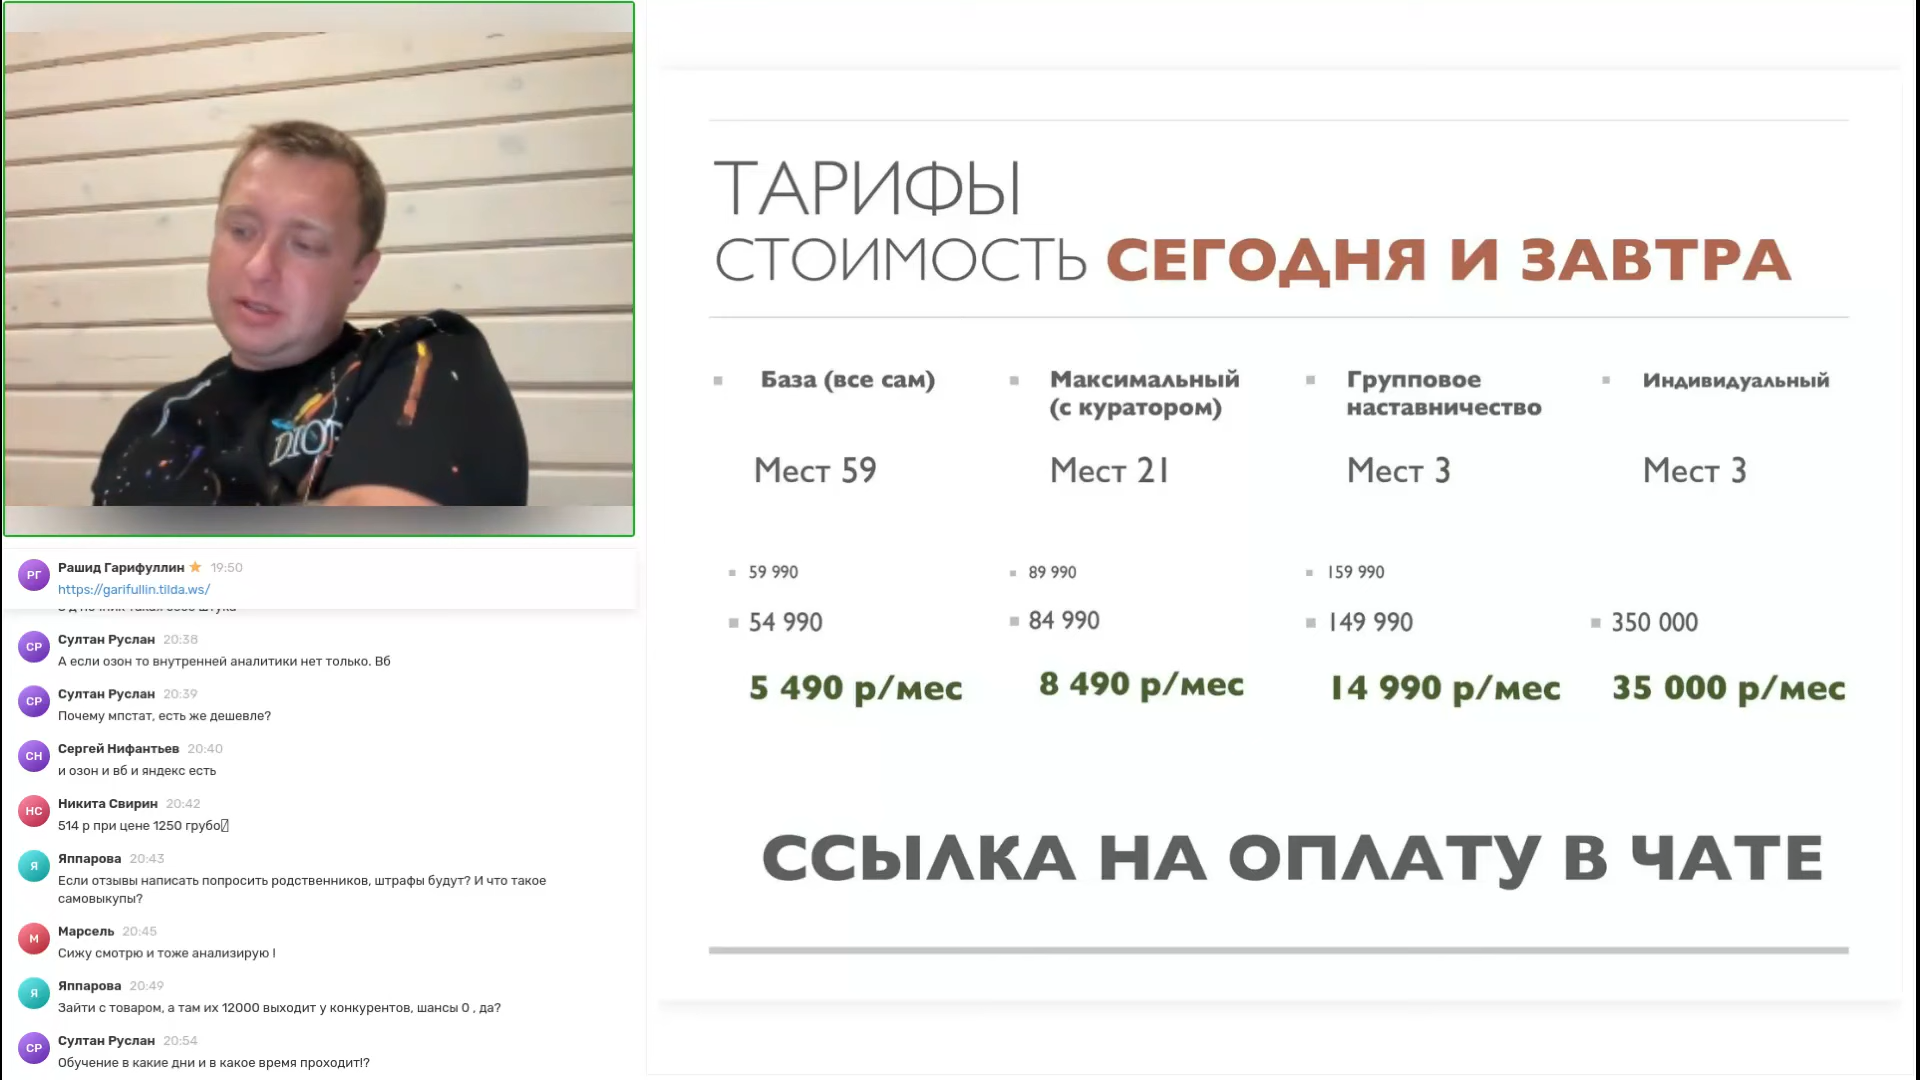 DIOR
РГ
Рашид Гарифуллин 19:50
https://garifullin.tilda.ws/
СР
Султан Руслан 20:38
А если озон то внутренней аналитики нет только. Вб
СР
Султан Руслан 20:39
Почему мпстат, есть же дешевле?
СН
Сергей Нифантьев 20:40
и озон и вб и яндекс есть
НС
Никита Свирин 20:42
514 р при цене 1250 грубо
Я
Яппарова 20:43
Если отзывы написать попросить родственников, штрафы будут? И что такое
самовыкупы?
М
Марсель 20:45
Сижу смотрю и тоже анализирую !
Я
Яппарова 20:49
Зайти с товаром, а там их 12000 выходит у конкурентов, шансы 0 , да?
СР
Султан Руслан 20:54
Обучение в какие дни и в какое время проходит!?
ТАРИФЫ
СТОИМОСТЬ СЕГОДНЯ И ЗАВТРА
База (все сам)
Мест 59
59 990
54 990
5 490 р/мес
Максимальный
(с куратором)
Мест 21
89 990
84 990
8 490 р/мес
Групповое
наставничество
Мест 3
159 990
149 990
14 990 р/мес
Индивидуальный
Мест 3
350 000
35 000 р/мес
ССЫЛКА НА ОПЛАТУ В ЧАТЕ